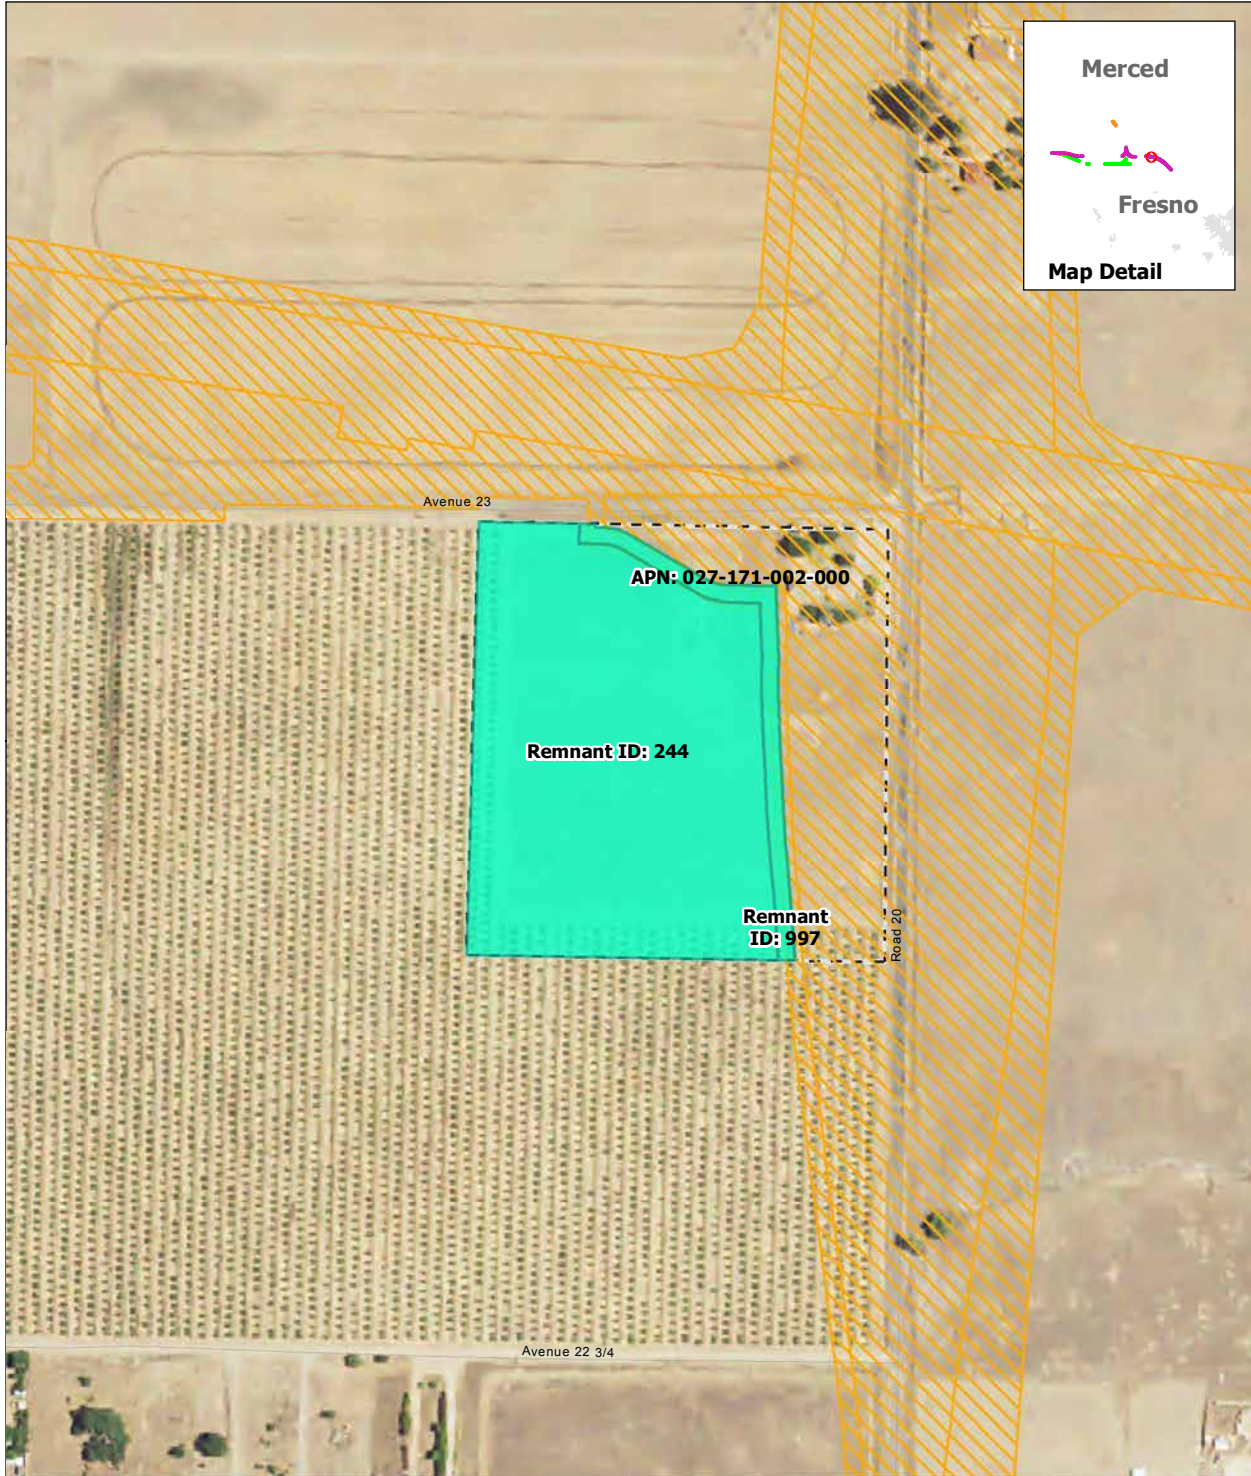 Merced
Fresno
Map Detail
Avenue 23
APN: 027-171-002-000
Remnant ID: 244
Remnant
ID: 997
Road 20
Avenue 22 3/4